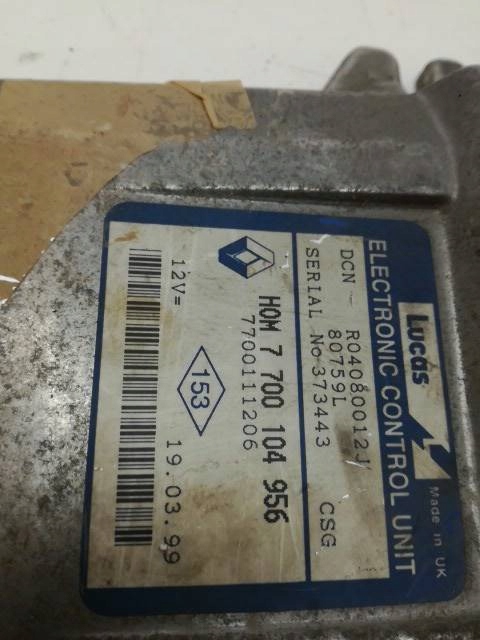 Lucas Made in UK
ELECTRONIC CONTROL UNIT
R04080012J
DCN - 80759L
SERIAL No 373443 CSG
HOM 7 700 104 956
7700111206
153
12V= 19.03.99